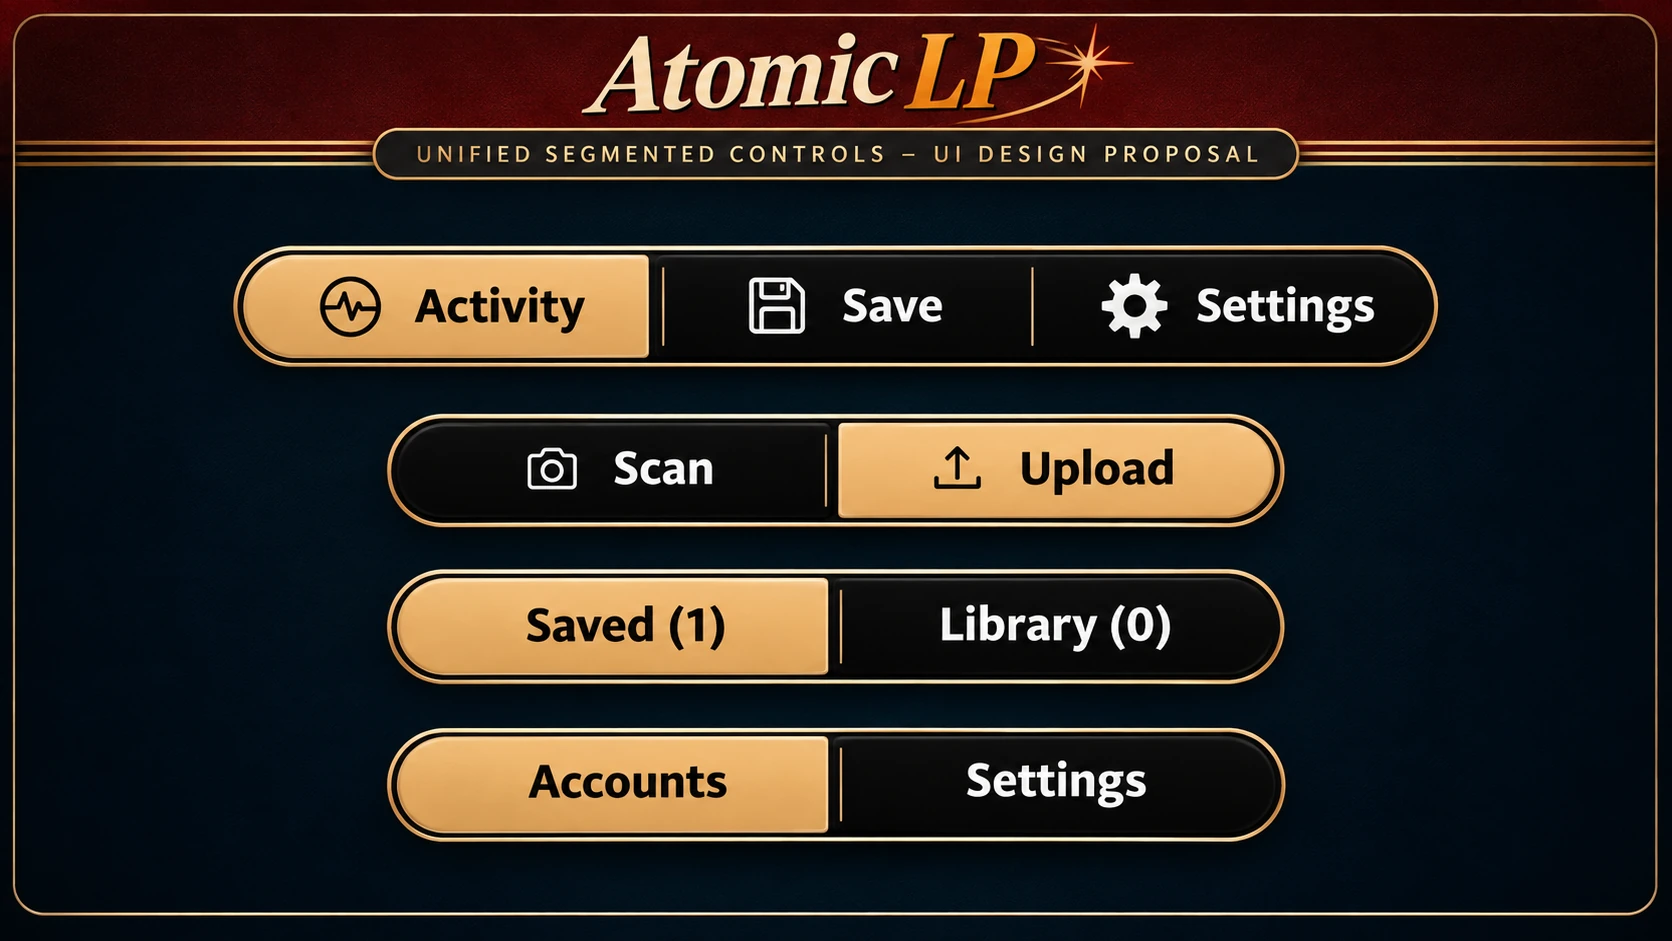 Atomic LP
UNIFIED SEGMENTED CONTROLS – UI DESIGN PROPOSAL
Activity Save Settings
Scan Upload
Saved (1) Library (0)
Accounts Settings